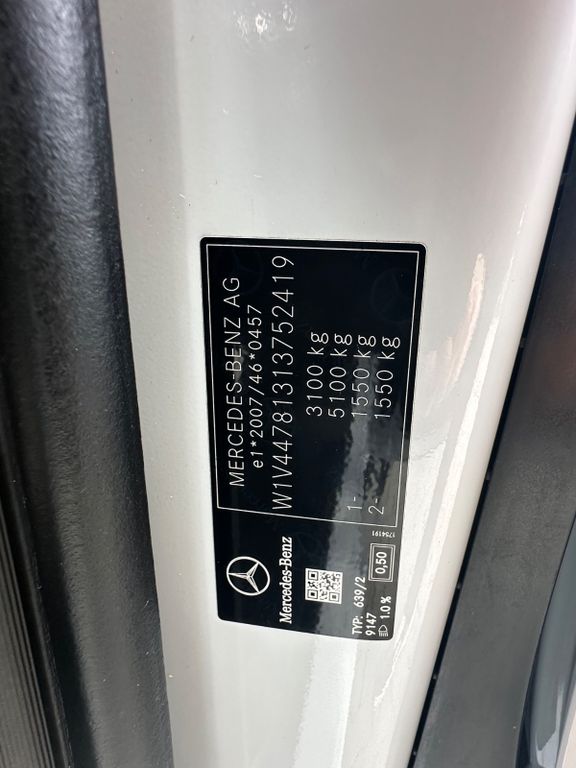 MERCEDES-BENZ AG
e1*2007/46*0457
W1V44781313752419
3100 kg
5100 kg
1- 1550 kg
2- 1550 kg
1754191
Mercedes-Benz
TYP: 639/2
9147
1.0 %
0,50